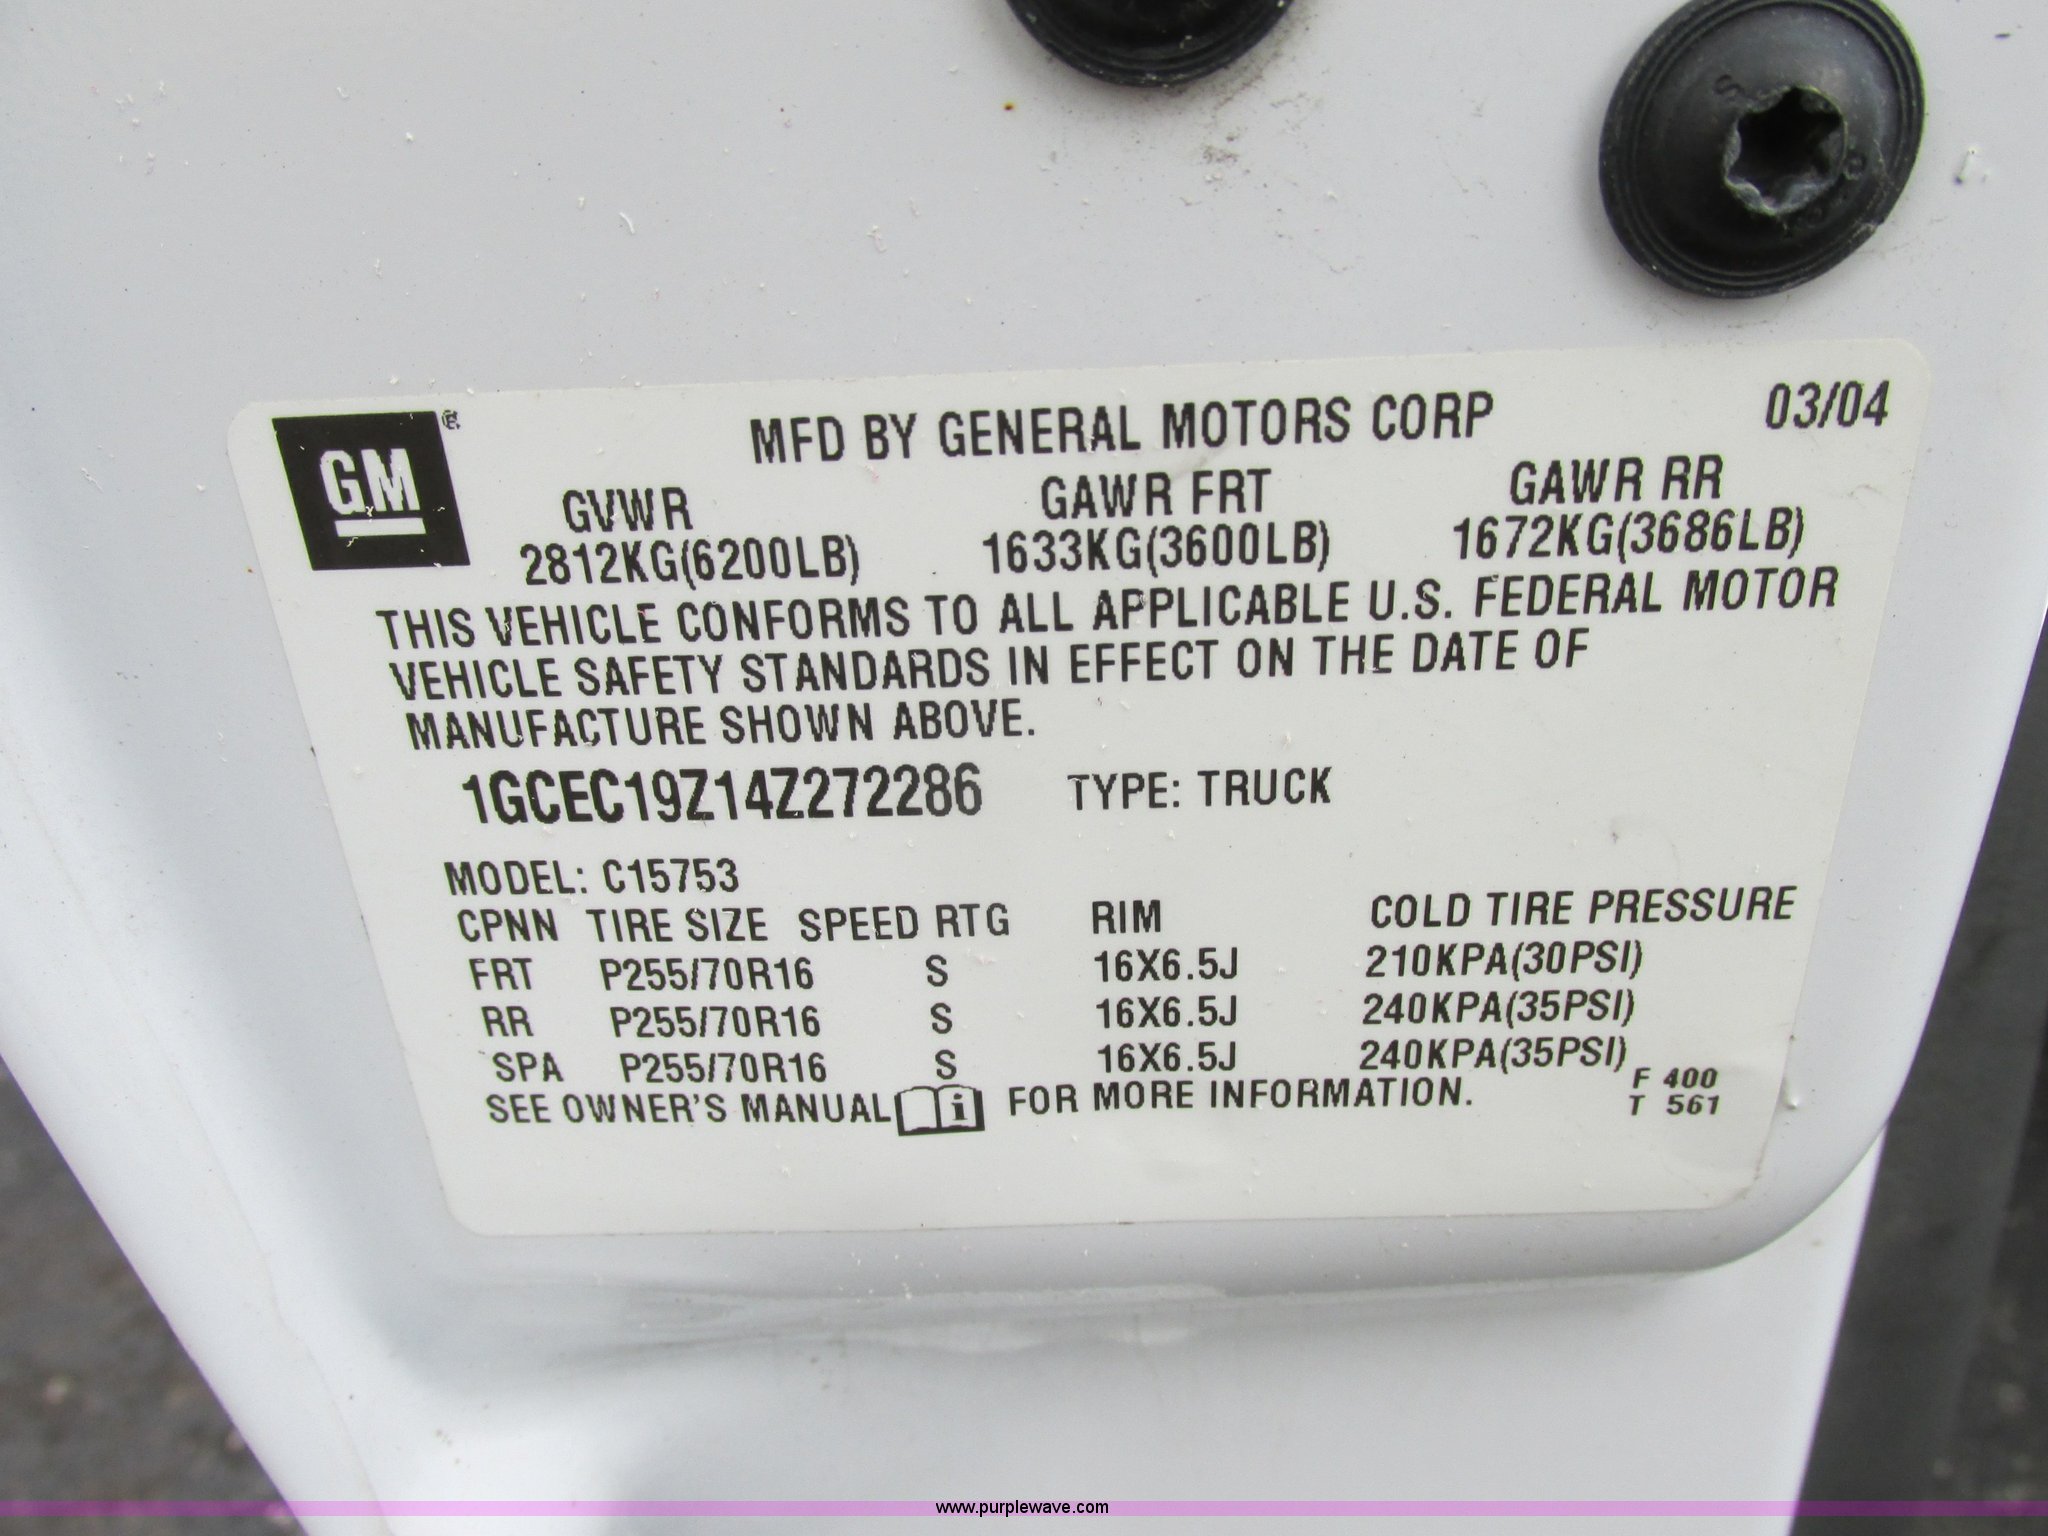 GM
MFD BY GENERAL MOTORS CORP 03/04
GVWR GAWR FRT GAWR RR
2812KG(6200LB) 1633KG(3600LB) 1672KG(3686LB)
THIS VEHICLE CONFORMS TO ALL APPLICABLE U.S. FEDERAL MOTOR
VEHICLE SAFETY STANDARDS IN EFFECT ON THE DATE OF
MANUFACTURE SHOWN ABOVE.
1GCEC19Z14Z272286 TYPE: TRUCK
MODEL: C15753
CPNN TIRE SIZE SPEED RTG RIM COLD TIRE PRESSURE
FRT P255/70R16 S 16X6.5J 210KPA(30PSI)
RR P255/70R16 S 16X6.5J 240KPA(35PSI)
SPA P255/70R16 S 16X6.5J 240KPA(35PSI)
SEE OWNER'S MANUAL i FOR MORE INFORMATION.
F 400
T 561
www.purplewave.com